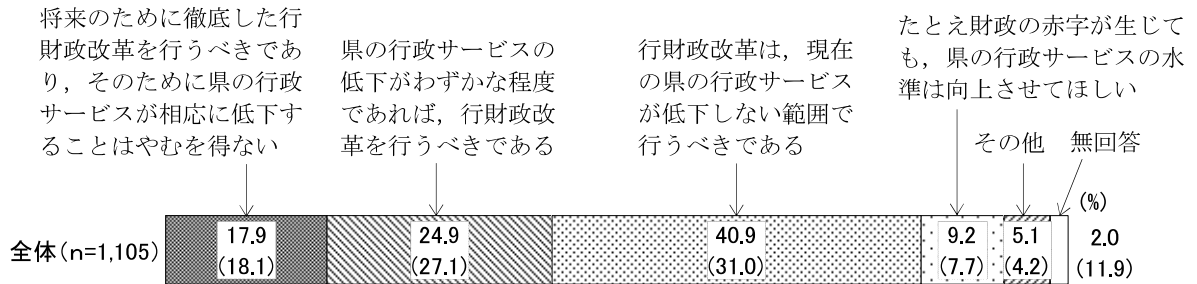 将来のために徹底した行
財政改革を行うべきであ
り，そのために県の行政
サービスが相応に低下す
ることはやむを得ない
県の行政サービスの
低下がわずかな程度
であれば，行財政改
革を行うべきである
行財政改革は，現在
の県の行政サービス
が低下しない範囲で
行うべきである
たとえ財政の赤字が生じて
も，県の行政サービスの水
準は向上させてほしい
その他
無回答
(%)
全体(n=1,105)
17.9
(18.1)
24.9
(27.1)
40.9
(31.0)
9.2
(7.7)
5.1
(4.2)
2.0
(11.9)